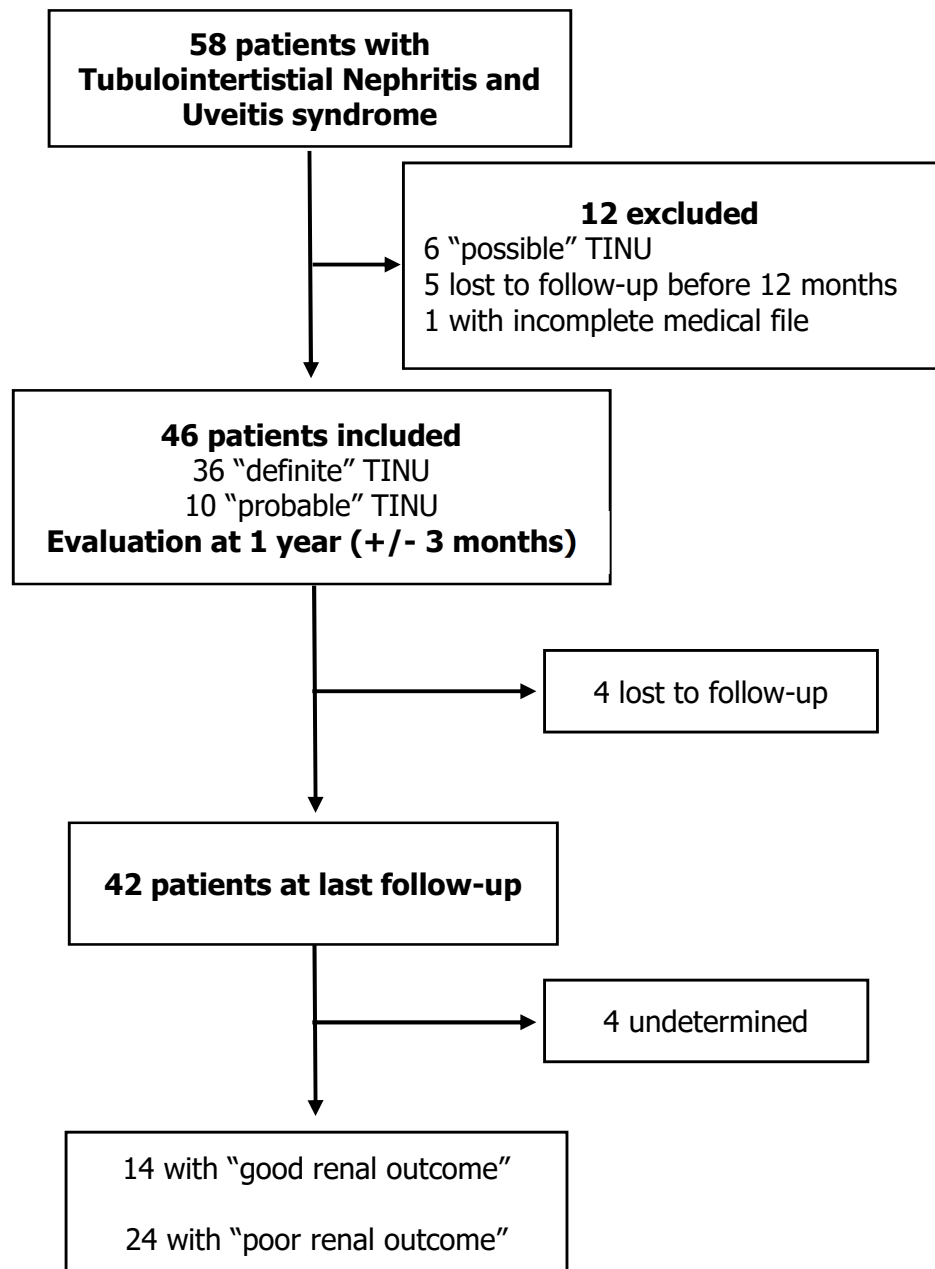 58 patients with
Tubulointertistial Nephritis and
Uveitis syndrome
12 excluded
6 “possible” TINU
5 lost to follow-up before 12 months
1 with incomplete medical file
46 patients included
36 “definite” TINU
10 “probable” TINU
Evaluation at 1 year (+/- 3 months)
4 lost to follow-up
42 patients at last follow-up
4 undetermined
14 with “good renal outcome”
24 with “poor renal outcome”